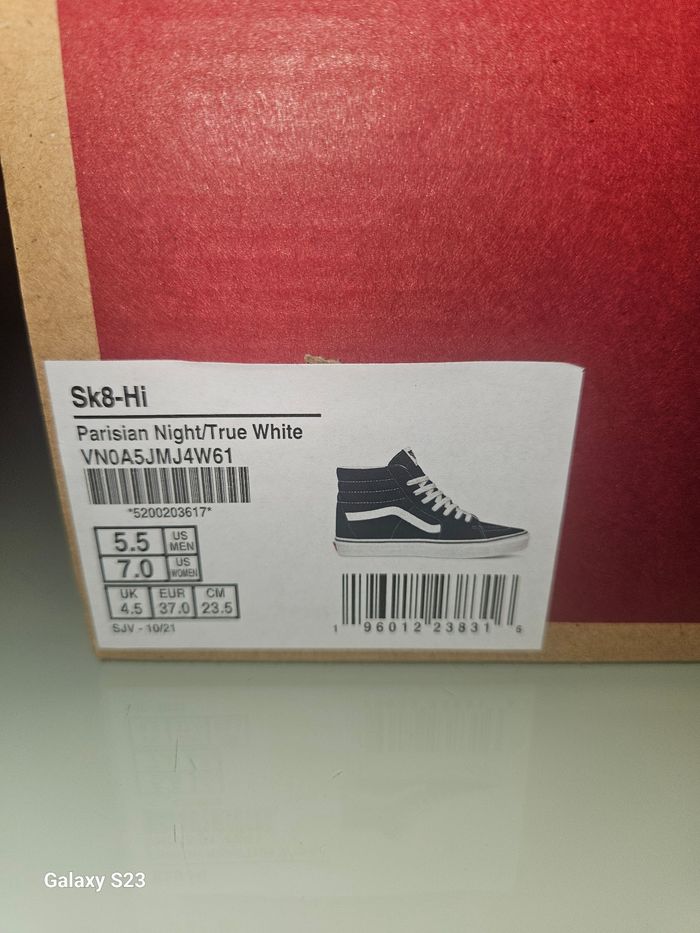 Sk8-Hi
Parisian Night/True White
VN0A5JMJ4W61
*5200203617*
5.5 US MEN
7.0 US WOMEN
UK EUR CM
4.5 37.0 23.5
SJV - 10/21
1 96012 23831 6
Galaxy S23